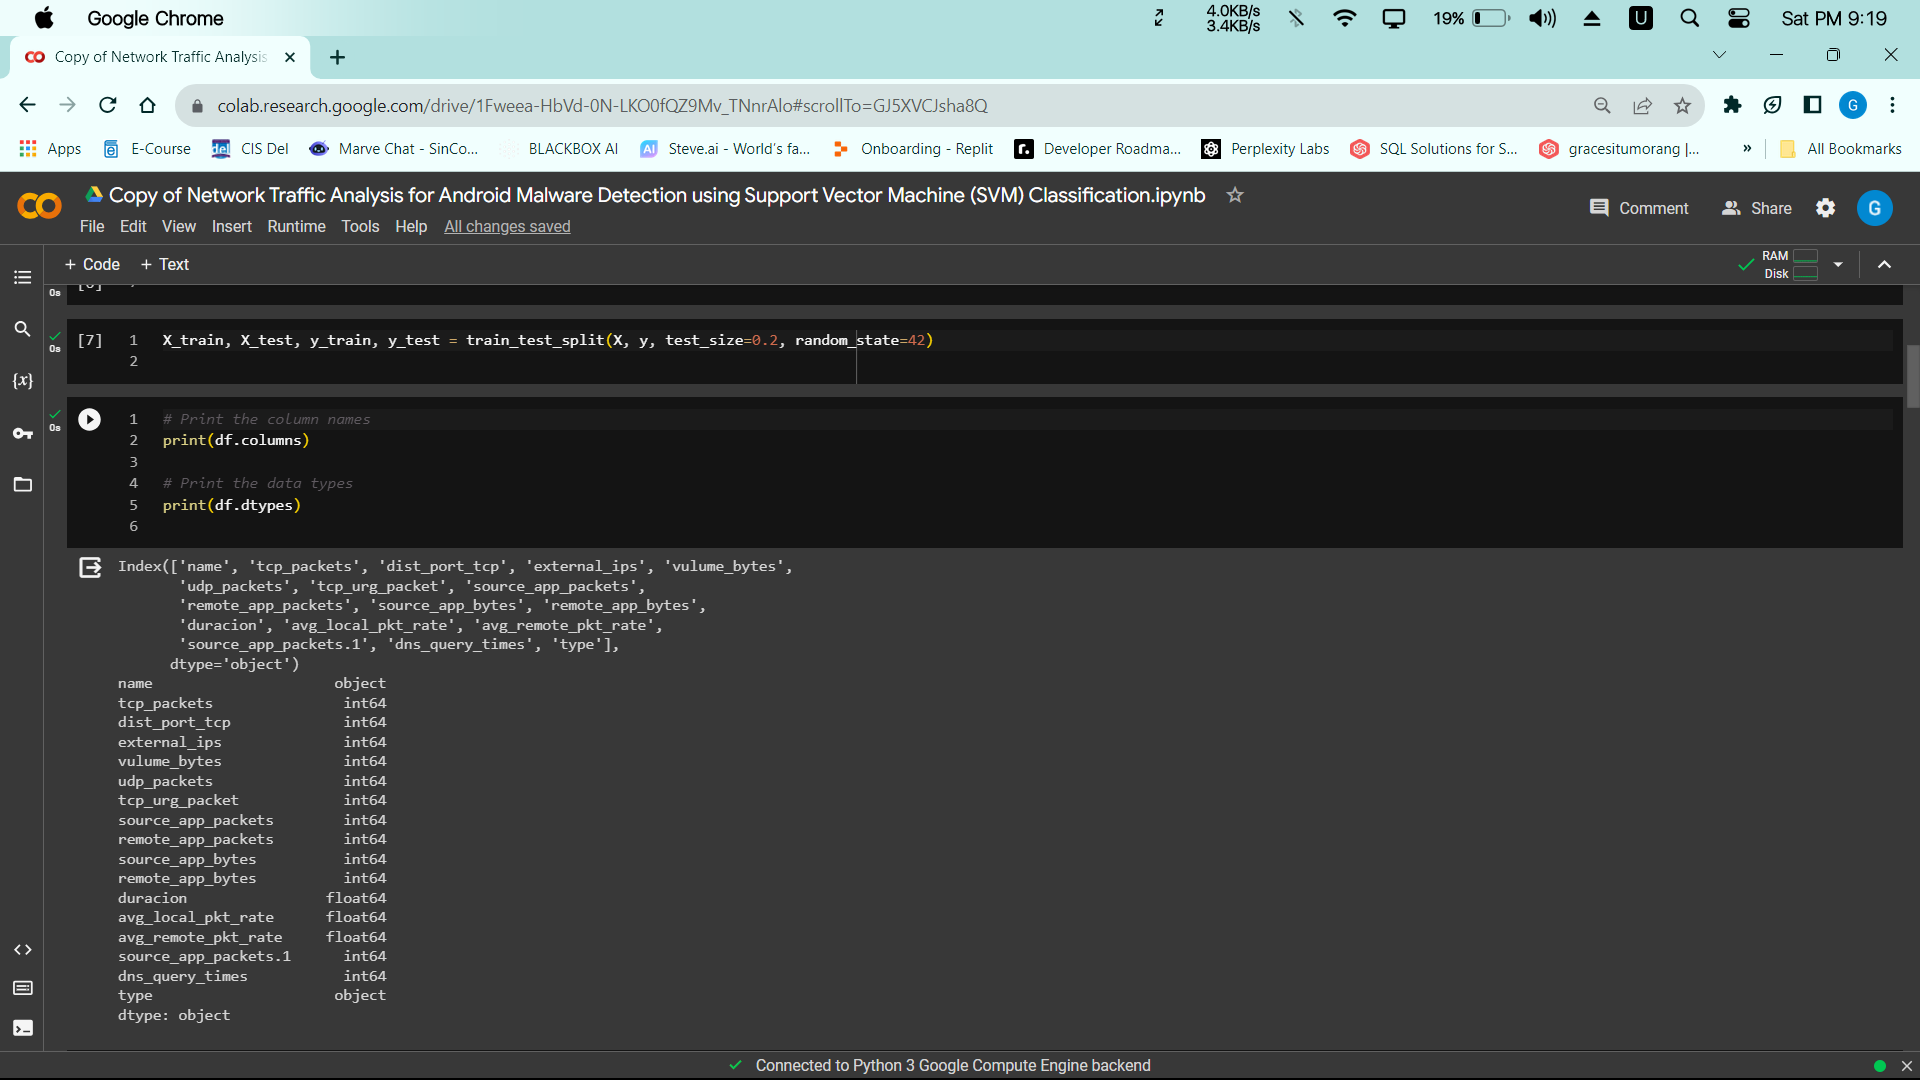 Google Chrome
4.0KB/s
3.4KB/s
19%
U
Sat PM 9:19
Copy of Network Traffic Analysis
colab.research.google.com/drive/1Fweea-HbVd-0N-LKO0fQZ9Mv_TNnrAlo#scrollTo=GJ5XVCJsha8Q
G
Apps
E-Course
CIS Del
Marve Chat - SinCo...
BLACKBOX AI
Steve.ai - World's fa...
Onboarding - Replit
Developer Roadma...
Perplexity Labs
SQL Solutions for S...
gracesitumorang |...
»
All Bookmarks
Copy of Network Traffic Analysis for Android Malware Detection using Support Vector Machine (SVM) Classification.ipynb
File Edit View Insert Runtime Tools Help All changes saved
Comment
Share
G
+ Code + Text
RAM
Disk
0s
[7]
0s
1 X_train, X_test, y_train, y_test = train_test_split(X, y, test_size=0.2, random_state=42)
2
0s
1 # Print the column names
2 print(df.columns)
3
4 # Print the data types
5 print(df.dtypes)
6
Index(['name', 'tcp_packets', 'dist_port_tcp', 'external_ips', 'vulume_bytes',
'udp_packets', 'tcp_urg_packet', 'source_app_packets',
'remote_app_packets', 'source_app_bytes', 'remote_app_bytes',
'duracion', 'avg_local_pkt_rate', 'avg_remote_pkt_rate',
'source_app_packets.1', 'dns_query_times', 'type'],
dtype='object')
name object
tcp_packets int64
dist_port_tcp int64
external_ips int64
vulume_bytes int64
udp_packets int64
tcp_urg_packet int64
source_app_packets int64
remote_app_packets int64
source_app_bytes int64
remote_app_bytes int64
duracion float64
avg_local_pkt_rate float64
avg_remote_pkt_rate float64
source_app_packets.1 int64
dns_query_times int64
type object
dtype: object
Connected to Python 3 Google Compute Engine backend